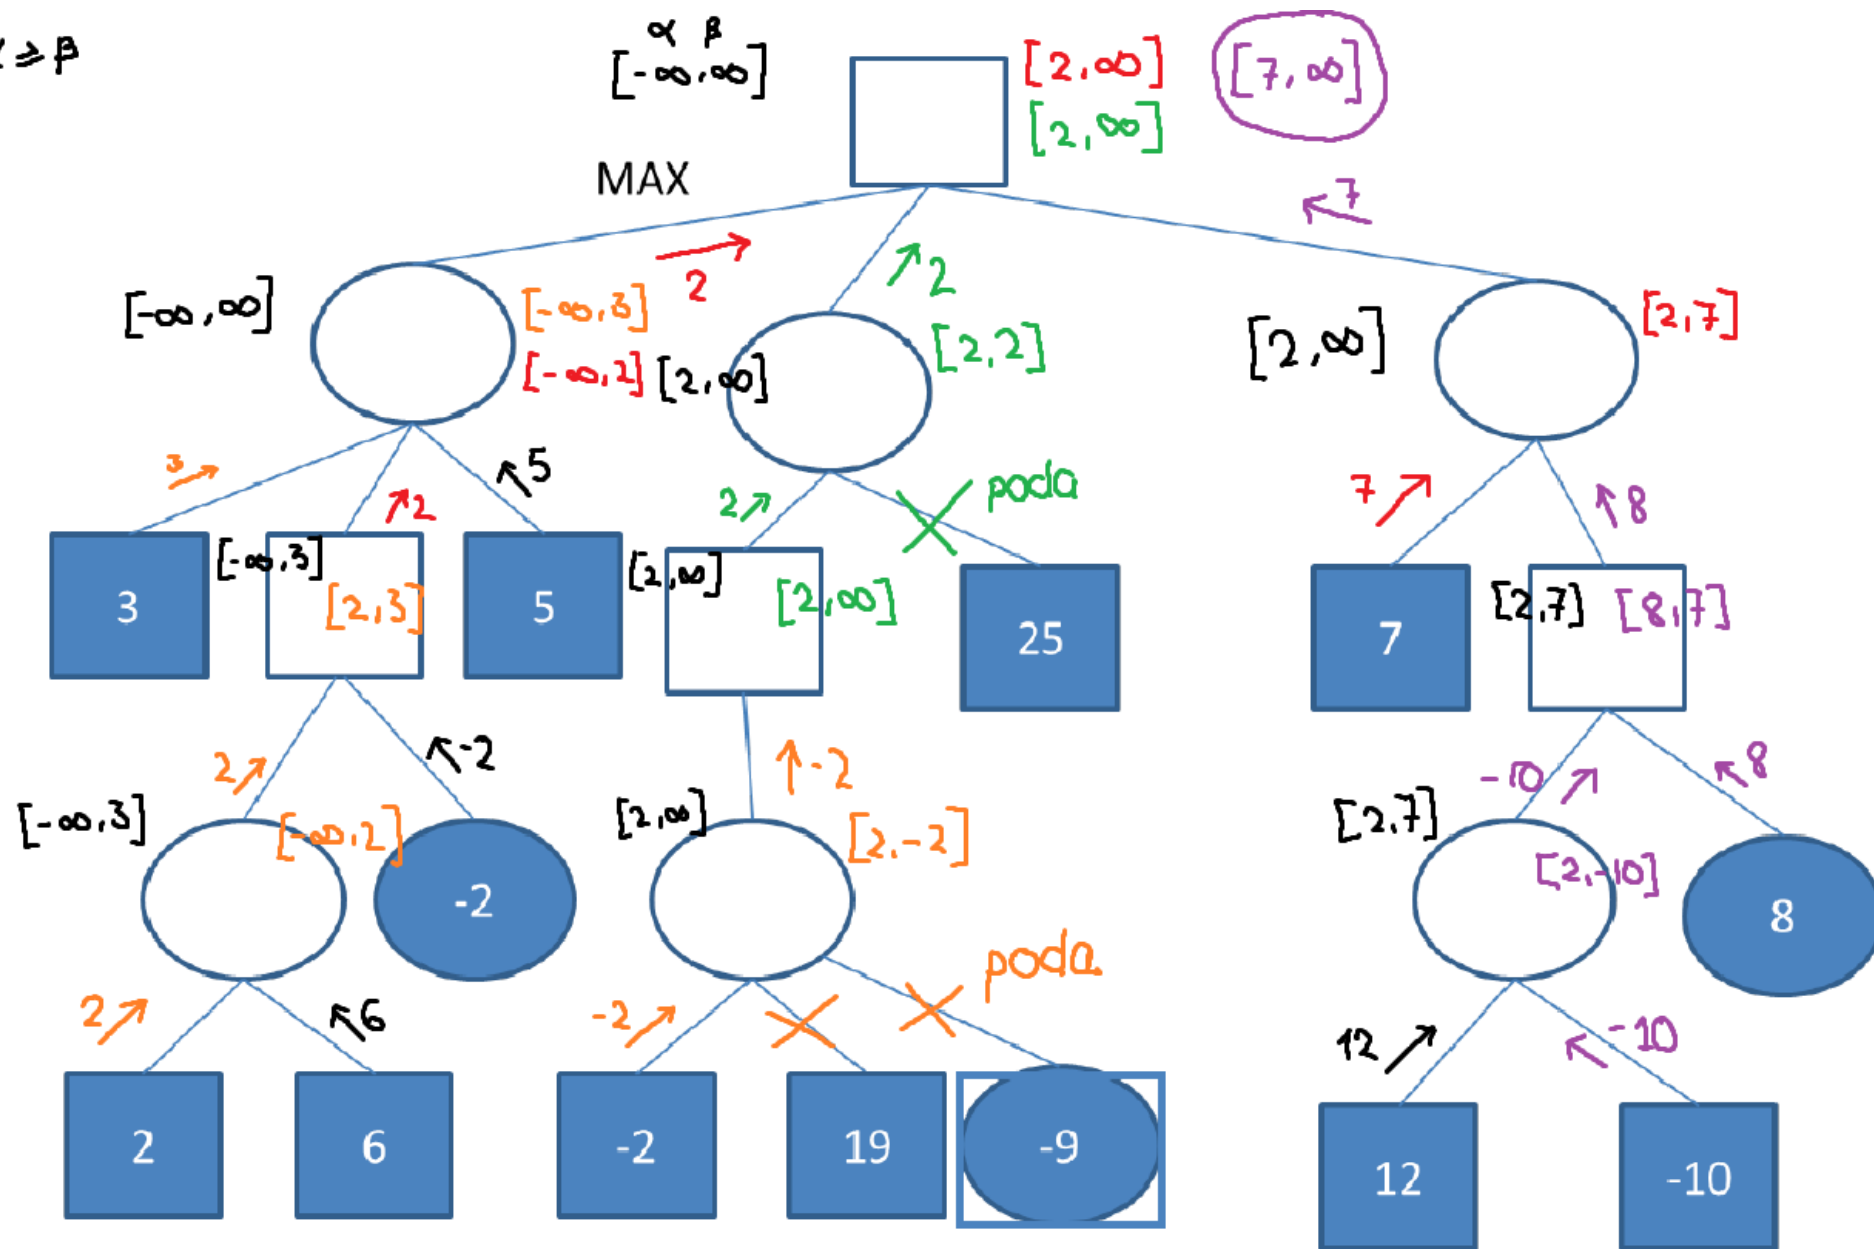 α β
α ≥ β
[-∞,∞] [2,∞] [7,∞]
[2,∞]
MAX
7
2 2
[-∞,∞] [-∞,3] [2,∞] [2,7]
[2,2]
[-∞,2] [2,∞]
3 5 2 poda 7 8
2
[-∞,3] [2,∞] [2,7] [8,7]
3 [2,3] 5 [2,∞] 25 7
2 -2 -2 -10 8
[-∞,3] [-∞,2] [2,∞] [2,-2] [2,7] [2,-10]
-2 8
poda
2 6 -2 12 -10
2 6 -2 19 -9 12 -10